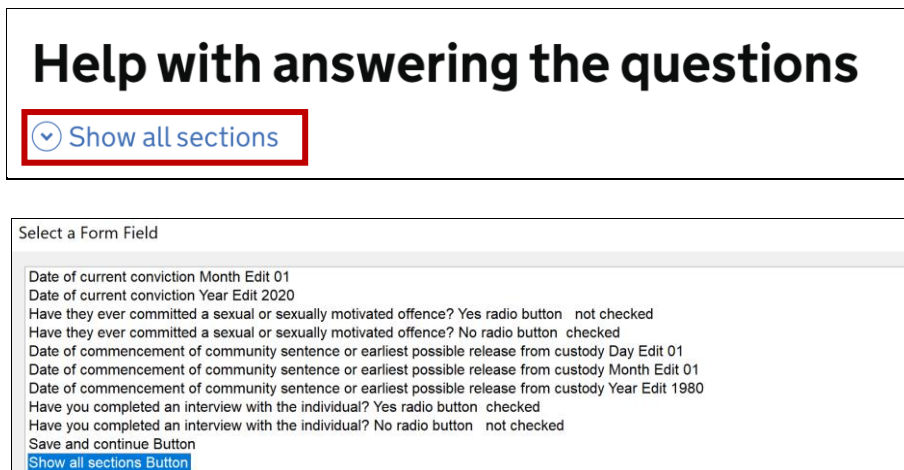 Help with answering the questions
Show all sections
Select a Form Field
Date of current conviction Month Edit 01
Date of current conviction Year Edit 2020
Have they ever committed a sexual or sexually motivated offence? Yes radio button not checked
Have they ever committed a sexual or sexually motivated offence? No radio button checked
Date of commencement of community sentence or earliest possible release from custody Day Edit 01
Date of commencement of community sentence or earliest possible release from custody Month Edit 01
Date of commencement of community sentence or earliest possible release from custody Year Edit 1980
Have you completed an interview with the individual? Yes radio button checked
Have you completed an interview with the individual? No radio button not checked
Save and continue Button
Show all sections Button